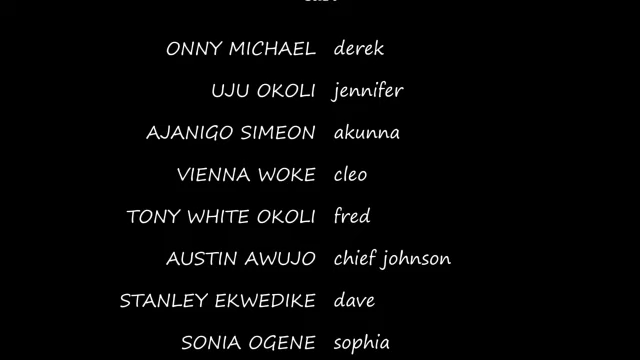 ONNY MICHAEL derek
UJU OKOLI jennifer
AJANIGO SIMEON akunna
VIENNA WOKE cleo
TONY WHITE OKOLI fred
AUSTIN AWUJO chief johnson
STANLEY EKWEDIKE dave
SONIA OGENE sophia